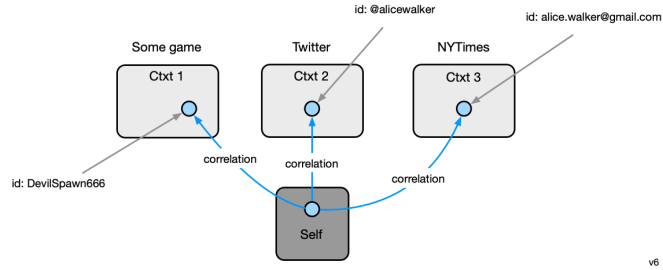 id: @alicewalker
id: alice.walker@gmail.com
Some game
Twitter
NYTimes
Ctxt 1
Ctxt 2
Ctxt 3
correlation
correlation
correlation
id: DevilSpawn666
Self
v6